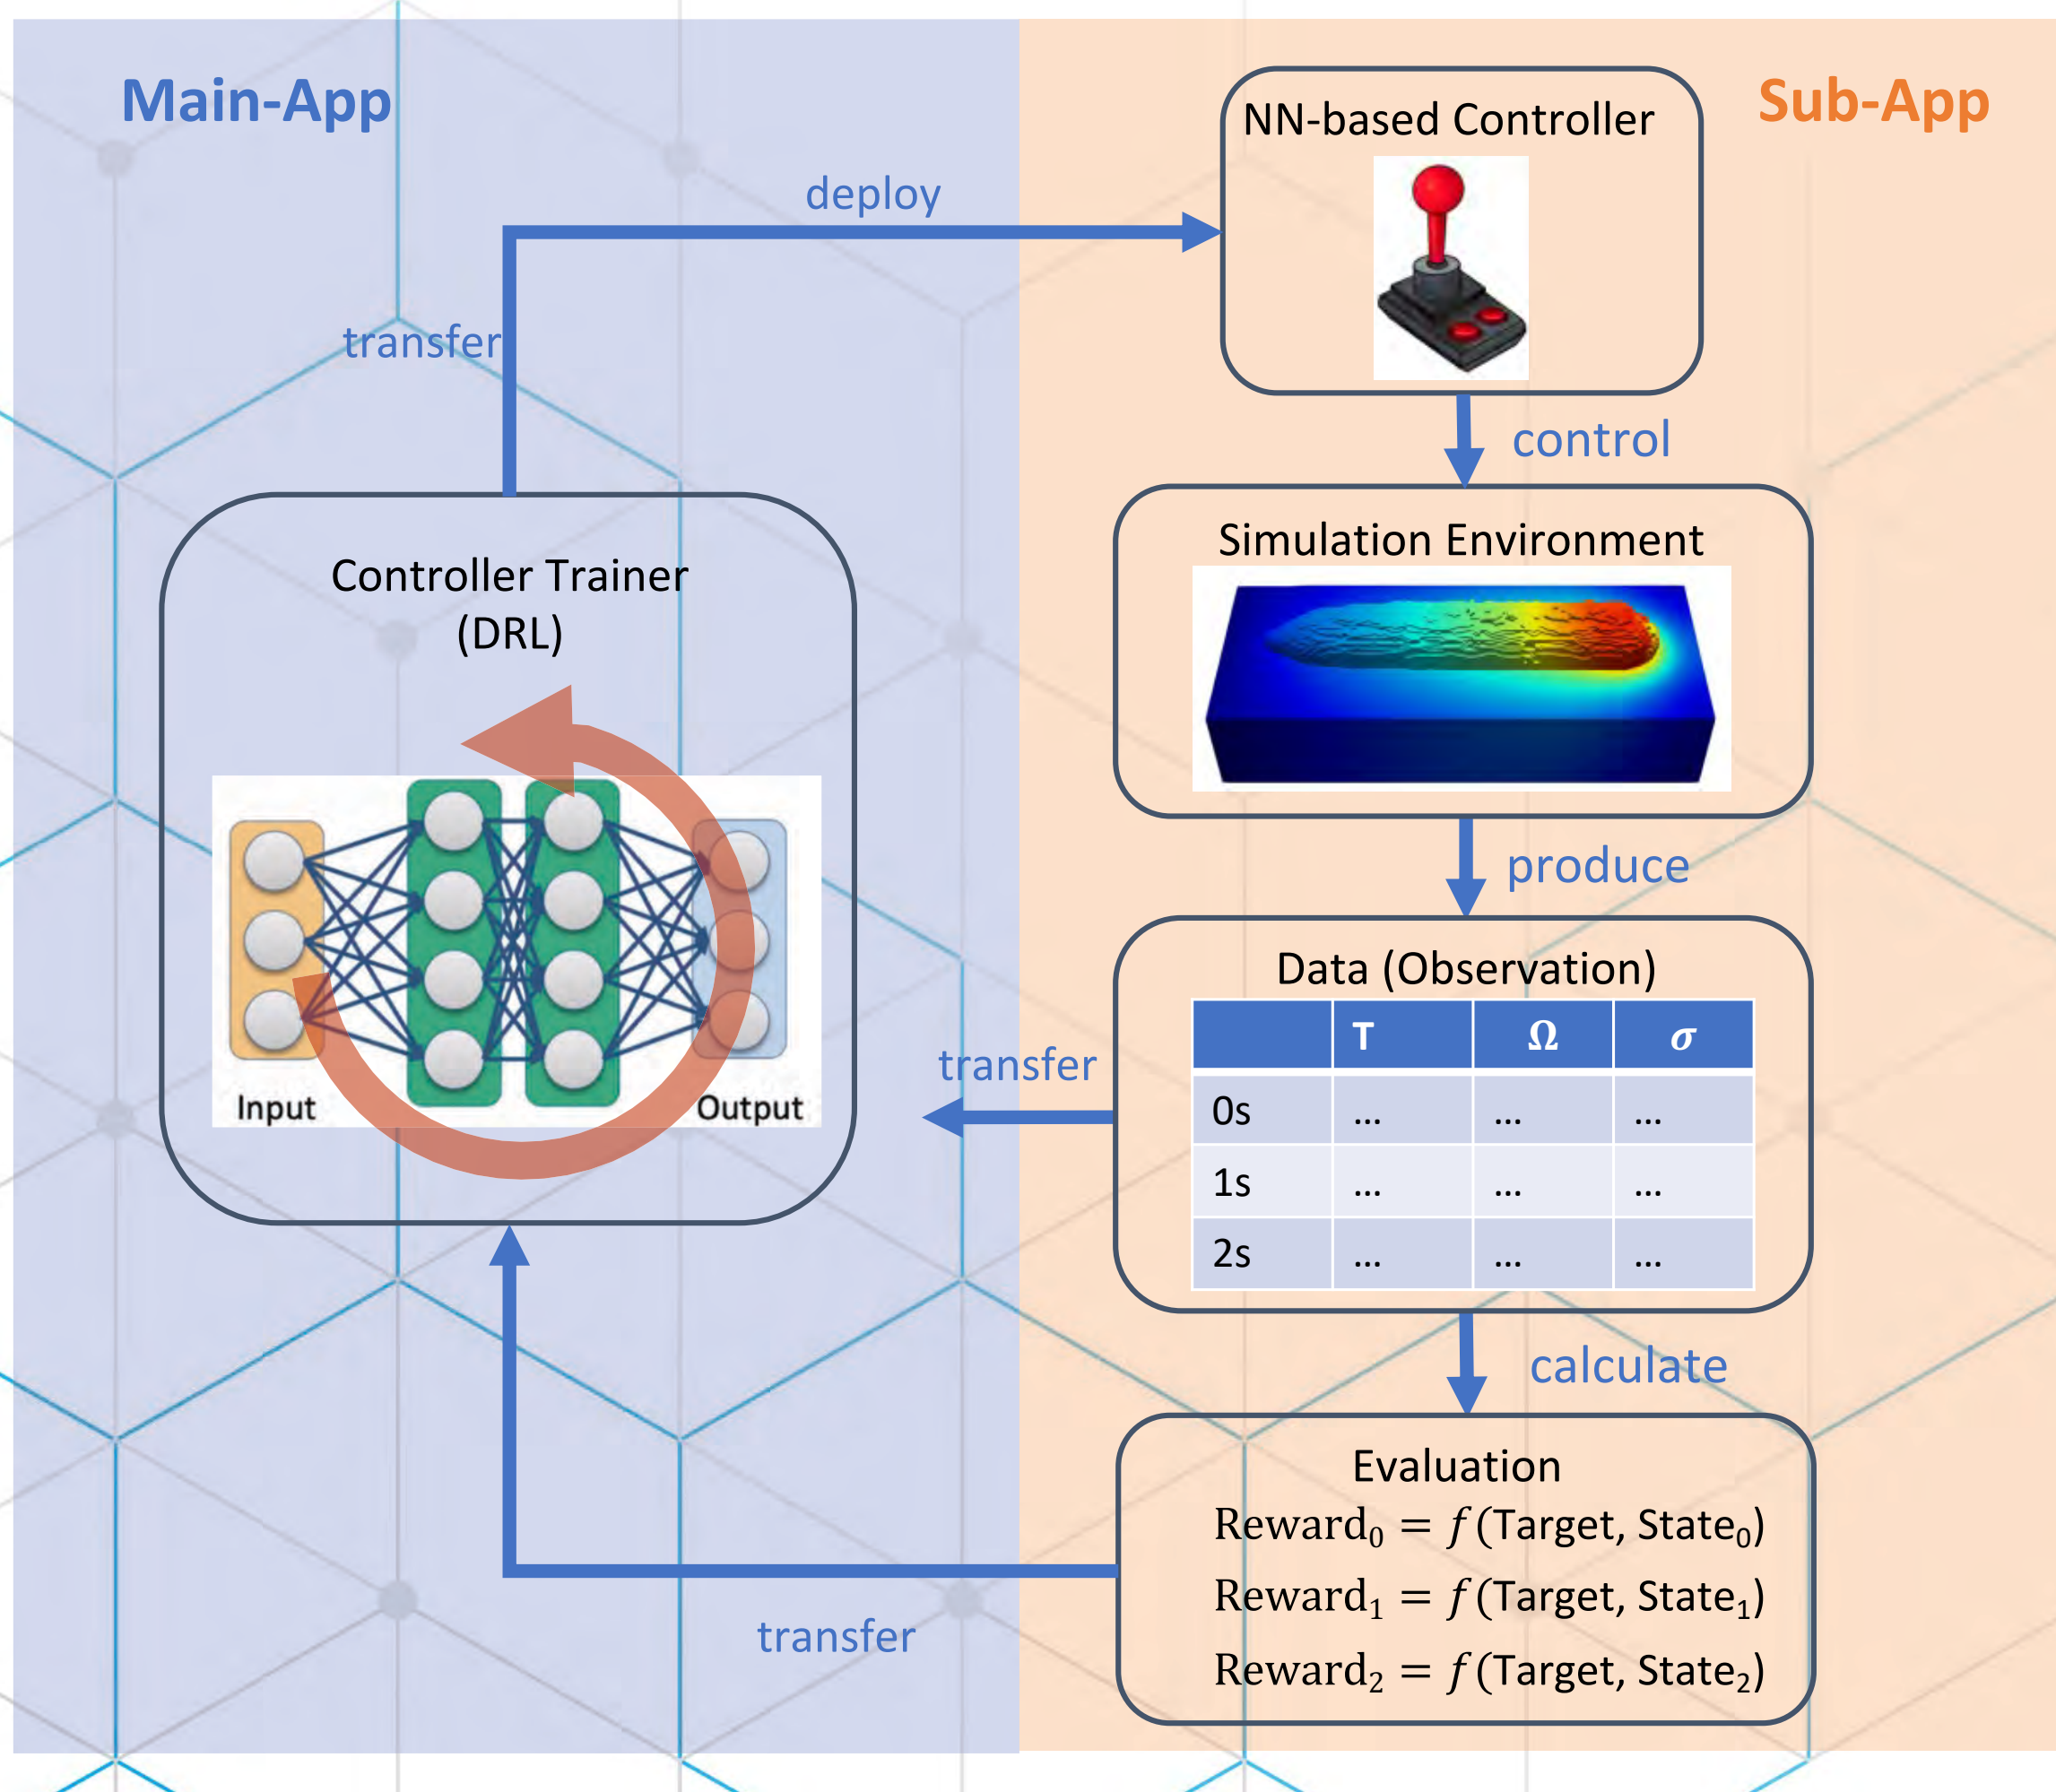 Main-App
Sub-App
NN-based Controller
deploy
transfer
control
Simulation Environment
Controller Trainer
(DRL)
Input
Output
produce
Data (Observation)
T Ω σ
0s ... ... ...
1s ... ... ...
2s ... ... ...
transfer
calculate
Evaluation
Reward₀ = f(Target, State₀)
Reward₁ = f(Target, State₁)
Reward₂ = f(Target, State₂)
transfer